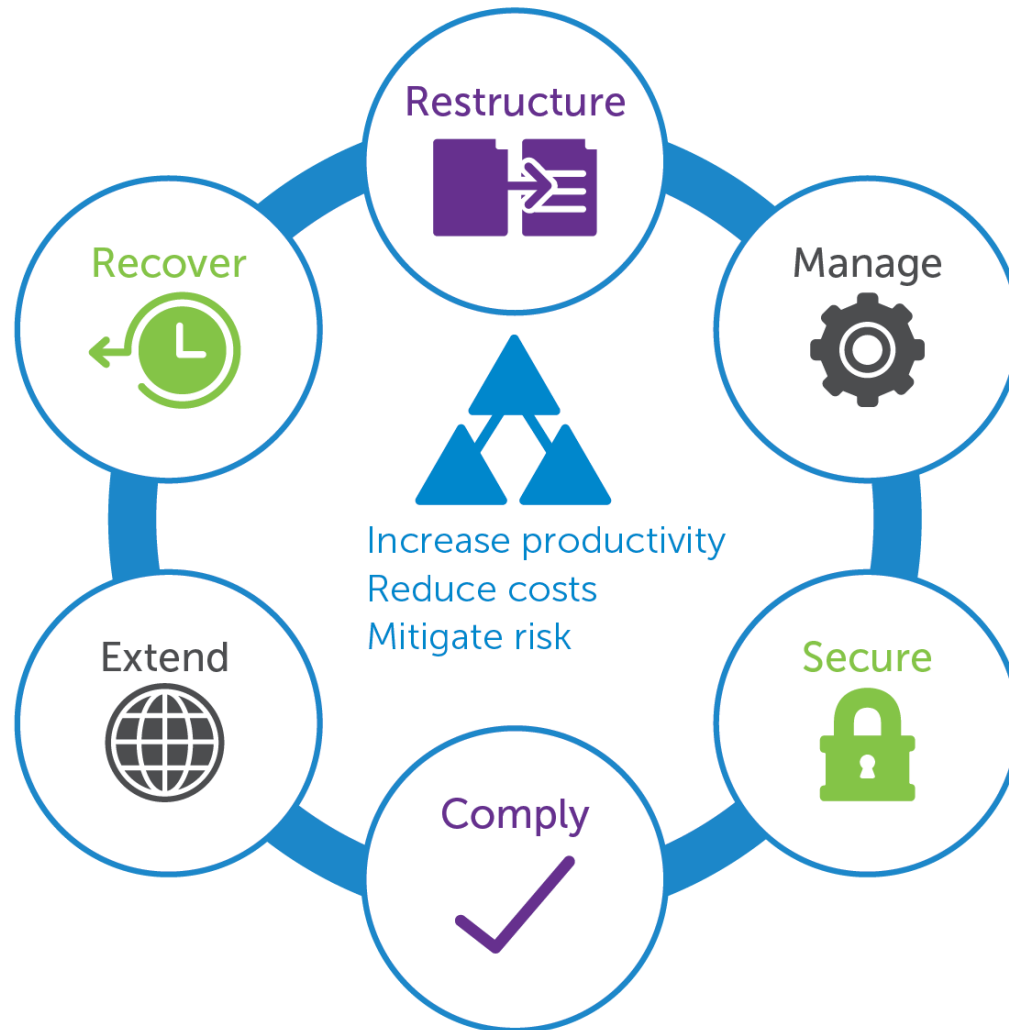 Restructure
Manage
Secure
Comply
Extend
Recover
Increase productivity
Reduce costs
Mitigate risk